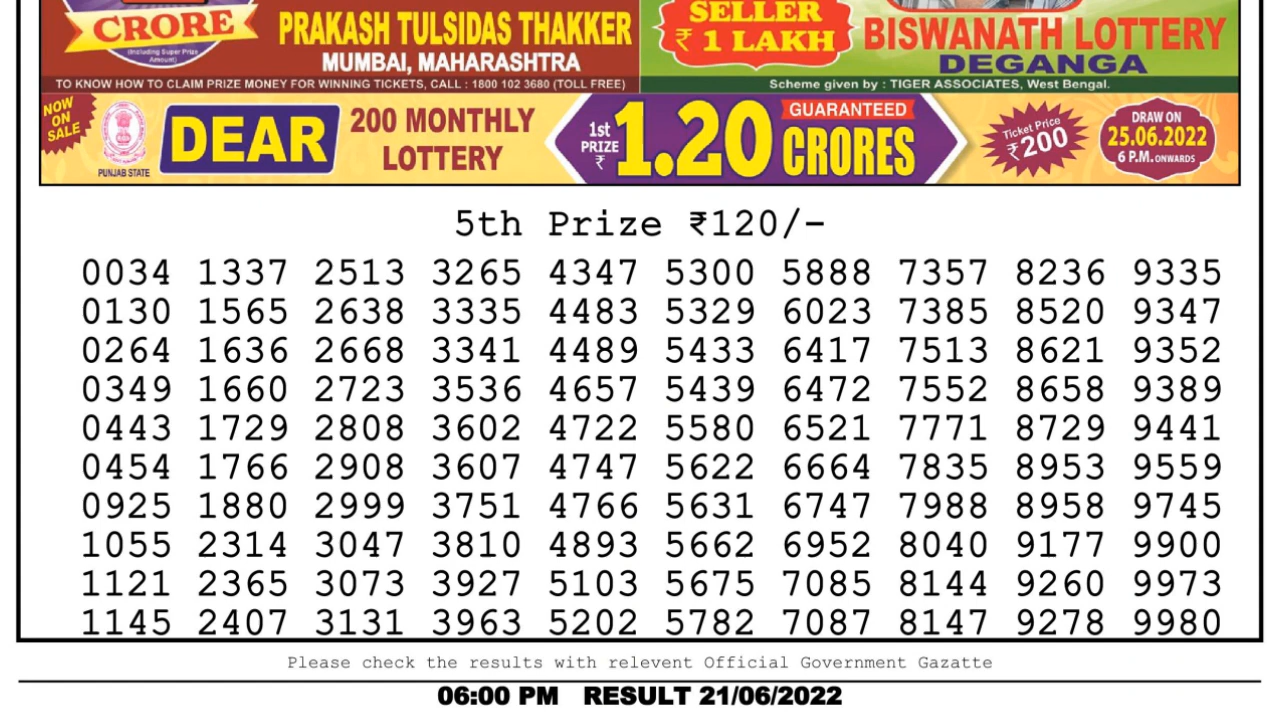 CRORE
(Including Super Prize
Amount)
PRAKASH TULSIDAS THAKKER
MUMBAI, MAHARASHTRA
SELLER
₹ 1 LAKH
BISWANATH LOTTERY
DEGANGA
TO KNOW HOW TO CLAIM PRIZE MONEY FOR WINNING TICKETS, CALL : 1800 102 3680 (TOLL FREE)
Scheme given by : TIGER ASSOCIATES, West Bengal.
NOW
ON
SALE
PUNJAB STATE
DEAR
200 MONTHLY
LOTTERY
1st
PRIZE
₹
1.20
GUARANTEED
CRORES
Ticket Price
₹200
DRAW ON
25.06.2022
6 P.M. ONWARDS
5th Prize ₹120/-
0034 1337 2513 3265 4347 5300 5888 7357 8236 9335
0130 1565 2638 3335 4483 5329 6023 7385 8520 9347
0264 1636 2668 3341 4489 5433 6417 7513 8621 9352
0349 1660 2723 3536 4657 5439 6472 7552 8658 9389
0443 1729 2808 3602 4722 5580 6521 7771 8729 9441
0454 1766 2908 3607 4747 5622 6664 7835 8953 9559
0925 1880 2999 3751 4766 5631 6747 7988 8958 9745
1055 2314 3047 3810 4893 5662 6952 8040 9177 9900
1121 2365 3073 3927 5103 5675 7085 8144 9260 9973
1145 2407 3131 3963 5202 5782 7087 8147 9278 9980
Please check the results with relevent Official Government Gazatte
06:00 PM RESULT 21/06/2022